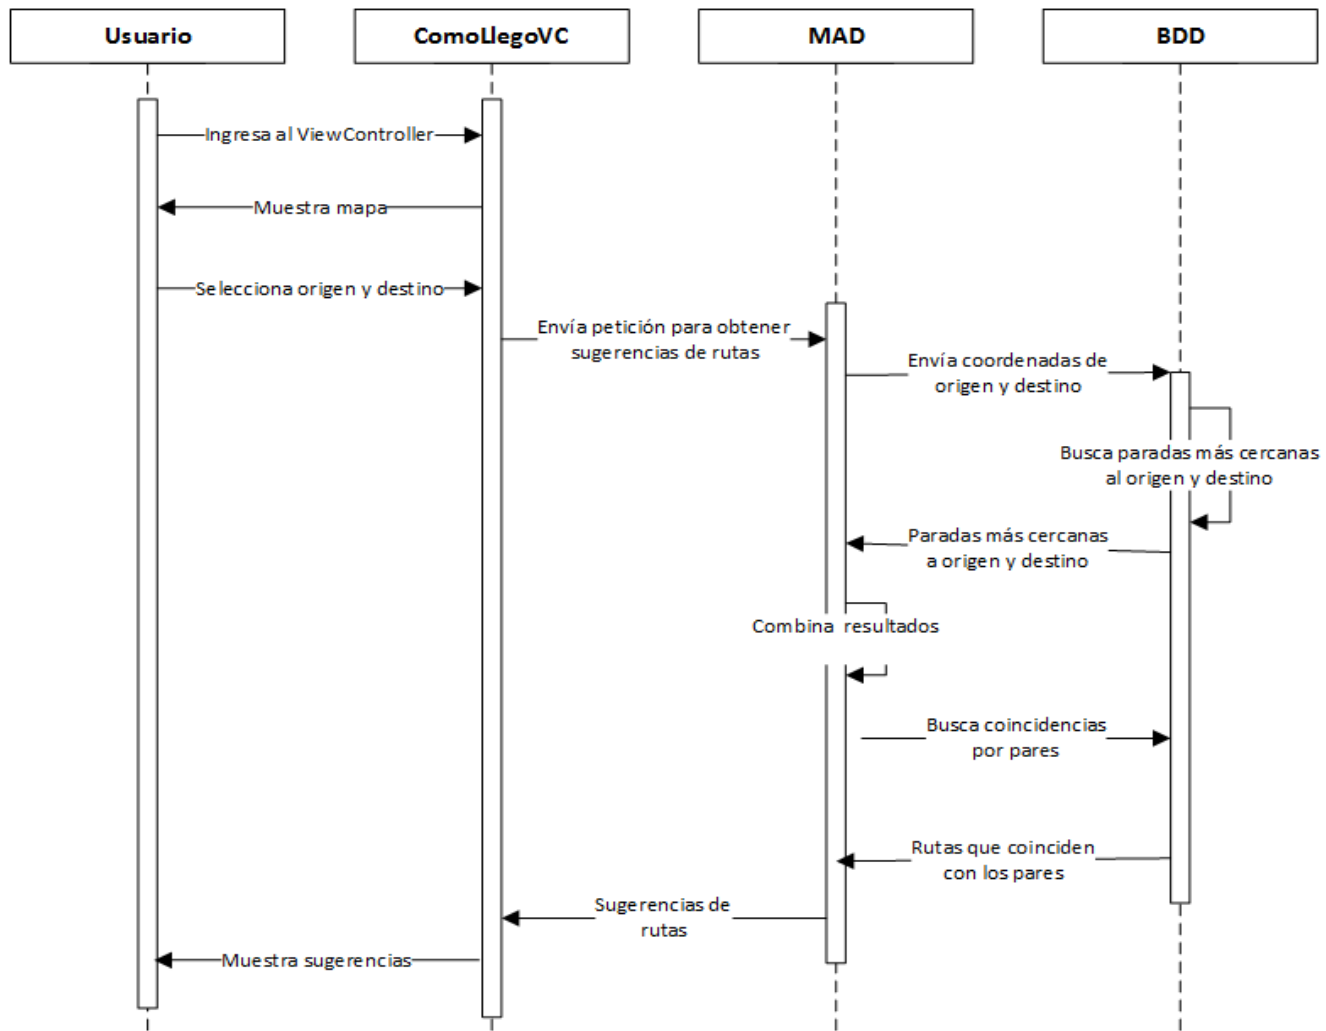 Usuario
ComoLlegoVC
MAD
BDD
Ingresa al ViewController
Muestra mapa
Selecciona origen y destino
Envía petición para obtener
sugerencias de rutas
Envía coordenadas de
origen y destino
Busca paradas más cercanas
al origen y destino
Paradas más cercanas
a origen y destino
Combina resultados
Busca coincidencias
por pares
Rutas que coinciden
con los pares
Sugerencias de
rutas
Muestra sugerencias